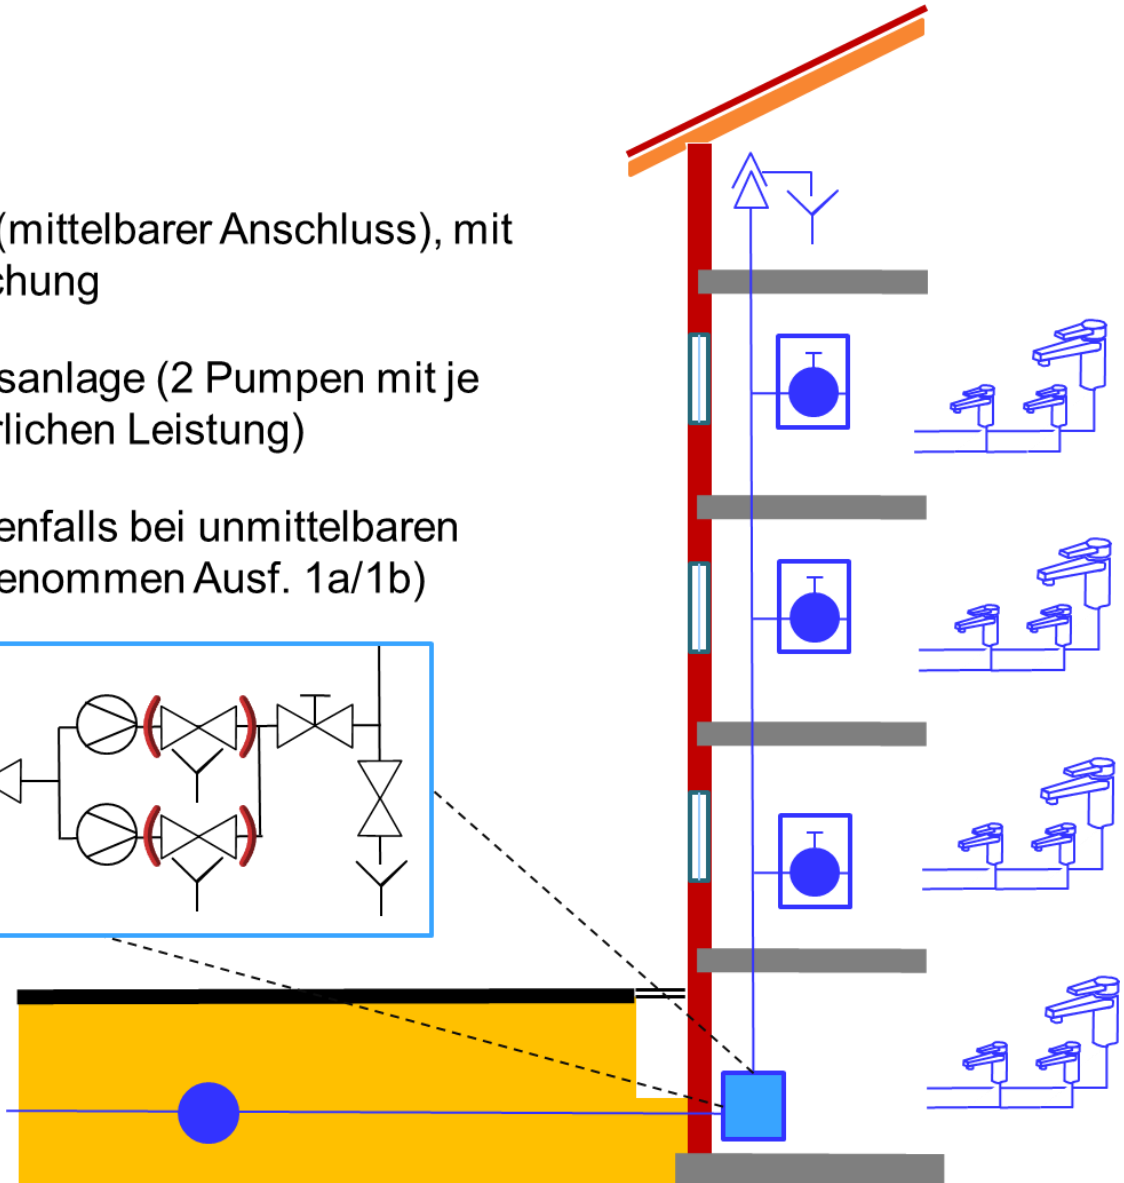 (mittelbarer Anschluss), mit
chung
sanlage (2 Pumpen mit je
rlichen Leistung)
enfalls bei unmittelbaren
enommen Ausf. 1a/1b)